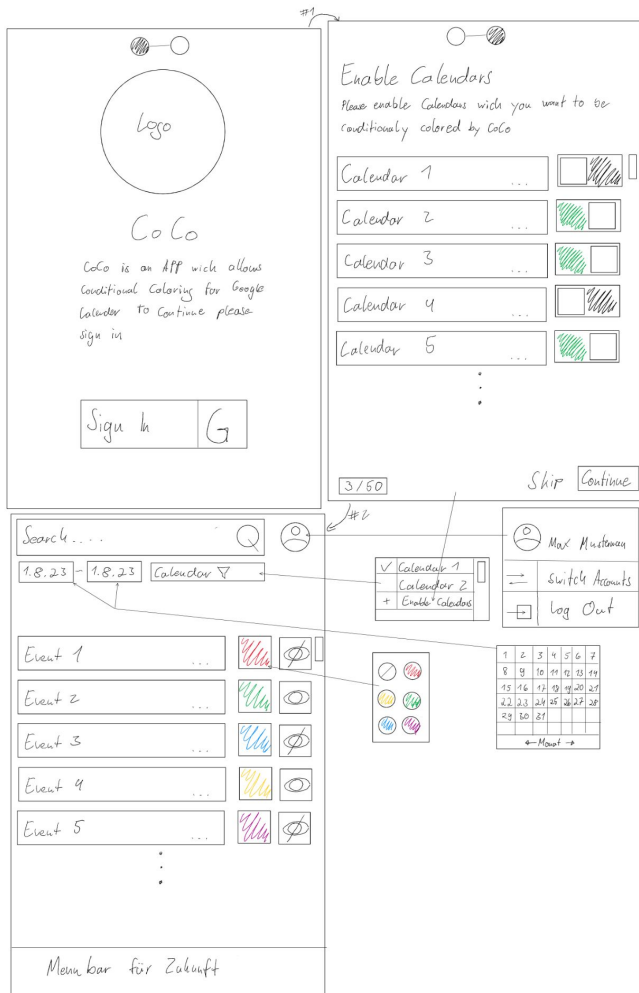 #1
Logo
CoCo
CoCo is an APP wich allows
Conditional Coloring for Google
Calender To Continue please
sign in
Sign In G
Enable Calendars
Please enable Calendars wich you want to be
conditionaly colored by CoCo
Calendar 1 ...
Calendar 2 ...
Calendar 3 ...
Calendar 4 ...
Calendar 5 ...
3/50
Skip Continue
#2
Search....
1.8.23 - 1.8.23 Calendar
Event 1 ...
Event 2 ...
Event 3 ...
Event 4 ...
Event 5 ...
Menubar für Zukunft
Calendar 1
Calendar 2
+ Enable Calendars
Max Musterman
Switch Accounts
Log Out
1 2 3 4 5 6 7
8 9 10 11 12 13 14
15 16 17 18 19 20 21
22 23 24 25 26 27 28
29 30 31
← Monat →